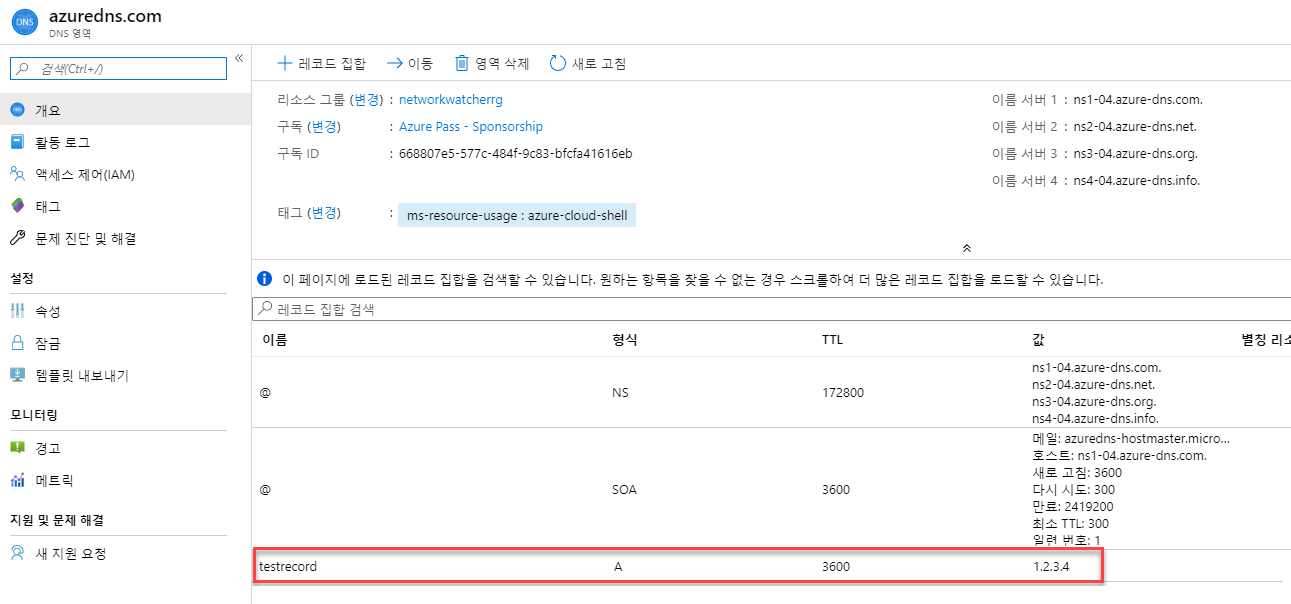 DNS
azuredns.com
DNS 영역
검색(Ctrl+/)
«
레코드 집합
이동
영역 삭제
새로 고침
DNS
개요
활동 로그
액세스 제어(IAM)
태그
문제 진단 및 해결
설정
속성
잠금
템플릿 내보내기
모니터링
경고
메트릭
지원 및 문제 해결
새 지원 요청
리소스 그룹 (변경) : networkwatcherrg
구독 (변경) : Azure Pass - Sponsorship
구독 ID : 668807e5-577c-484f-9c83-bfcfa41616eb
태그 (변경) : ms-resource-usage : azure-cloud-shell
이름 서버 1 : ns1-04.azure-dns.com.
이름 서버 2 : ns2-04.azure-dns.net.
이름 서버 3 : ns3-04.azure-dns.org.
이름 서버 4 : ns4-04.azure-dns.info.
이 페이지에 로드된 레코드 집합을 검색할 수 있습니다. 원하는 항목을 찾을 수 없는 경우 스크롤하여 더 많은 레코드 집합을 로드할 수 있습니다.
레코드 집합 검색
이름 형식 TTL 값 별칭 리소
@ NS 172800 ns1-04.azure-dns.com.
ns2-04.azure-dns.net.
ns3-04.azure-dns.org.
ns4-04.azure-dns.info.
@ SOA 3600 메일: azuredns-hostmaster.micro...
호스트: ns1-04.azure-dns.com.
새로 고침: 3600
다시 시도: 300
만료: 2419200
최소 TTL: 300
일련 번호: 1
testrecord A 3600 1.2.3.4